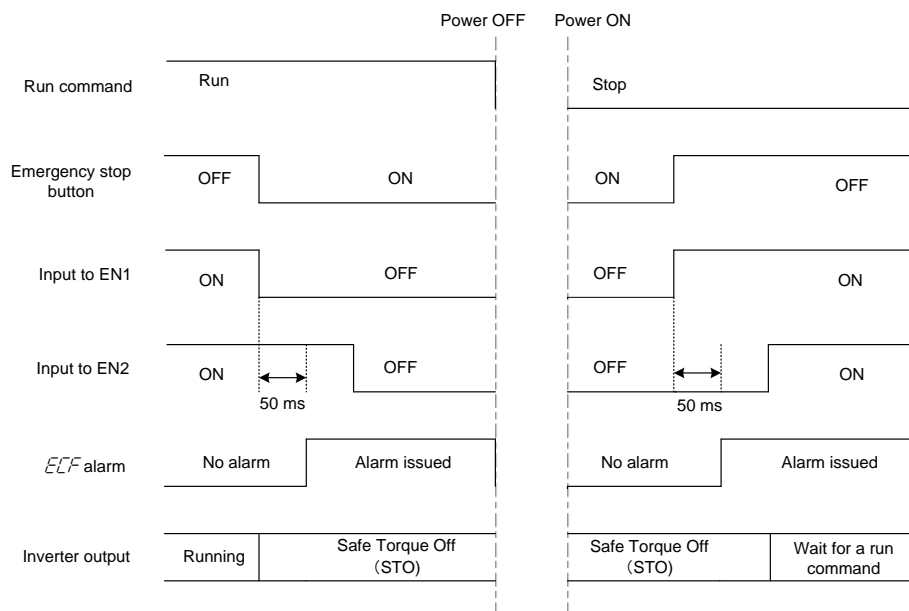 Power OFF
Power ON
Run command
Run
Stop
Emergency stop
button
OFF
ON
ON
OFF
Input to EN1
ON
OFF
OFF
ON
Input to EN2
ON
OFF
OFF
ON
50 ms
50 ms
ECF alarm
No alarm
Alarm issued
No alarm
Alarm issued
Inverter output
Running
Safe Torque Off
（STO）
Safe Torque Off
（STO）
Wait for a run
command